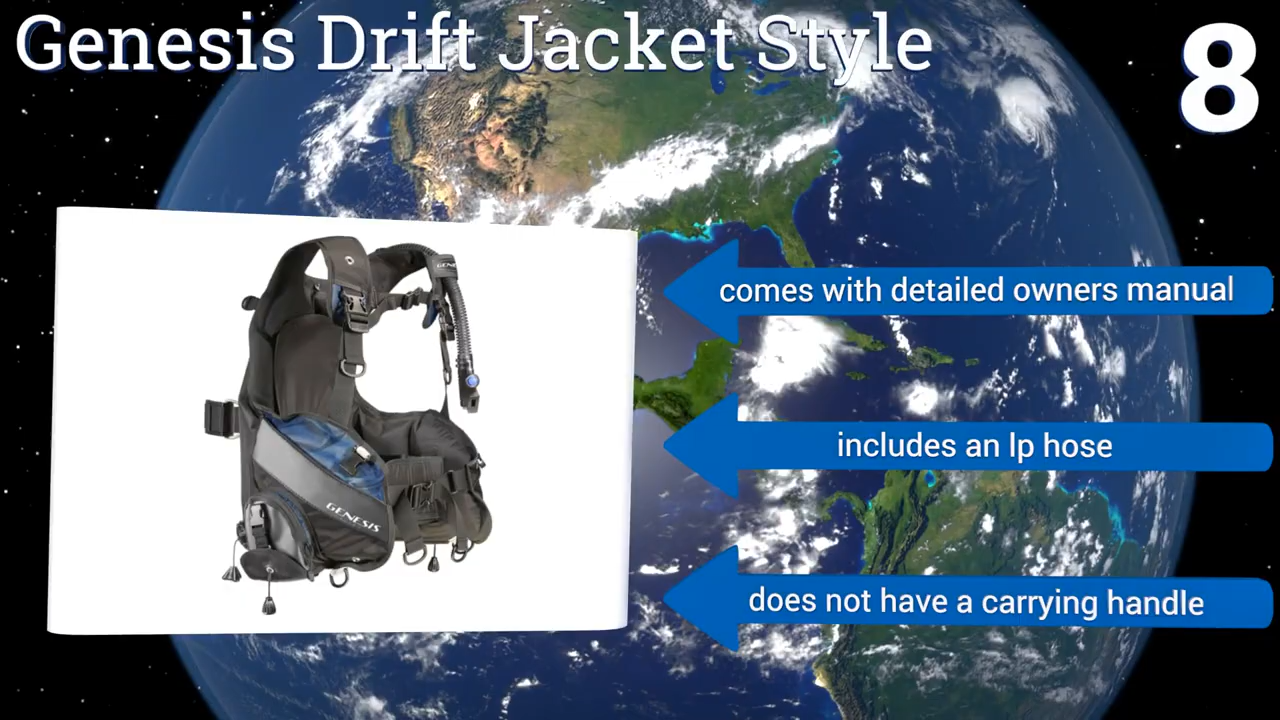 Genesis Drift Jacket Style
8
comes with detailed owners manual
includes an lp hose
does not have a carrying handle
GENESIS